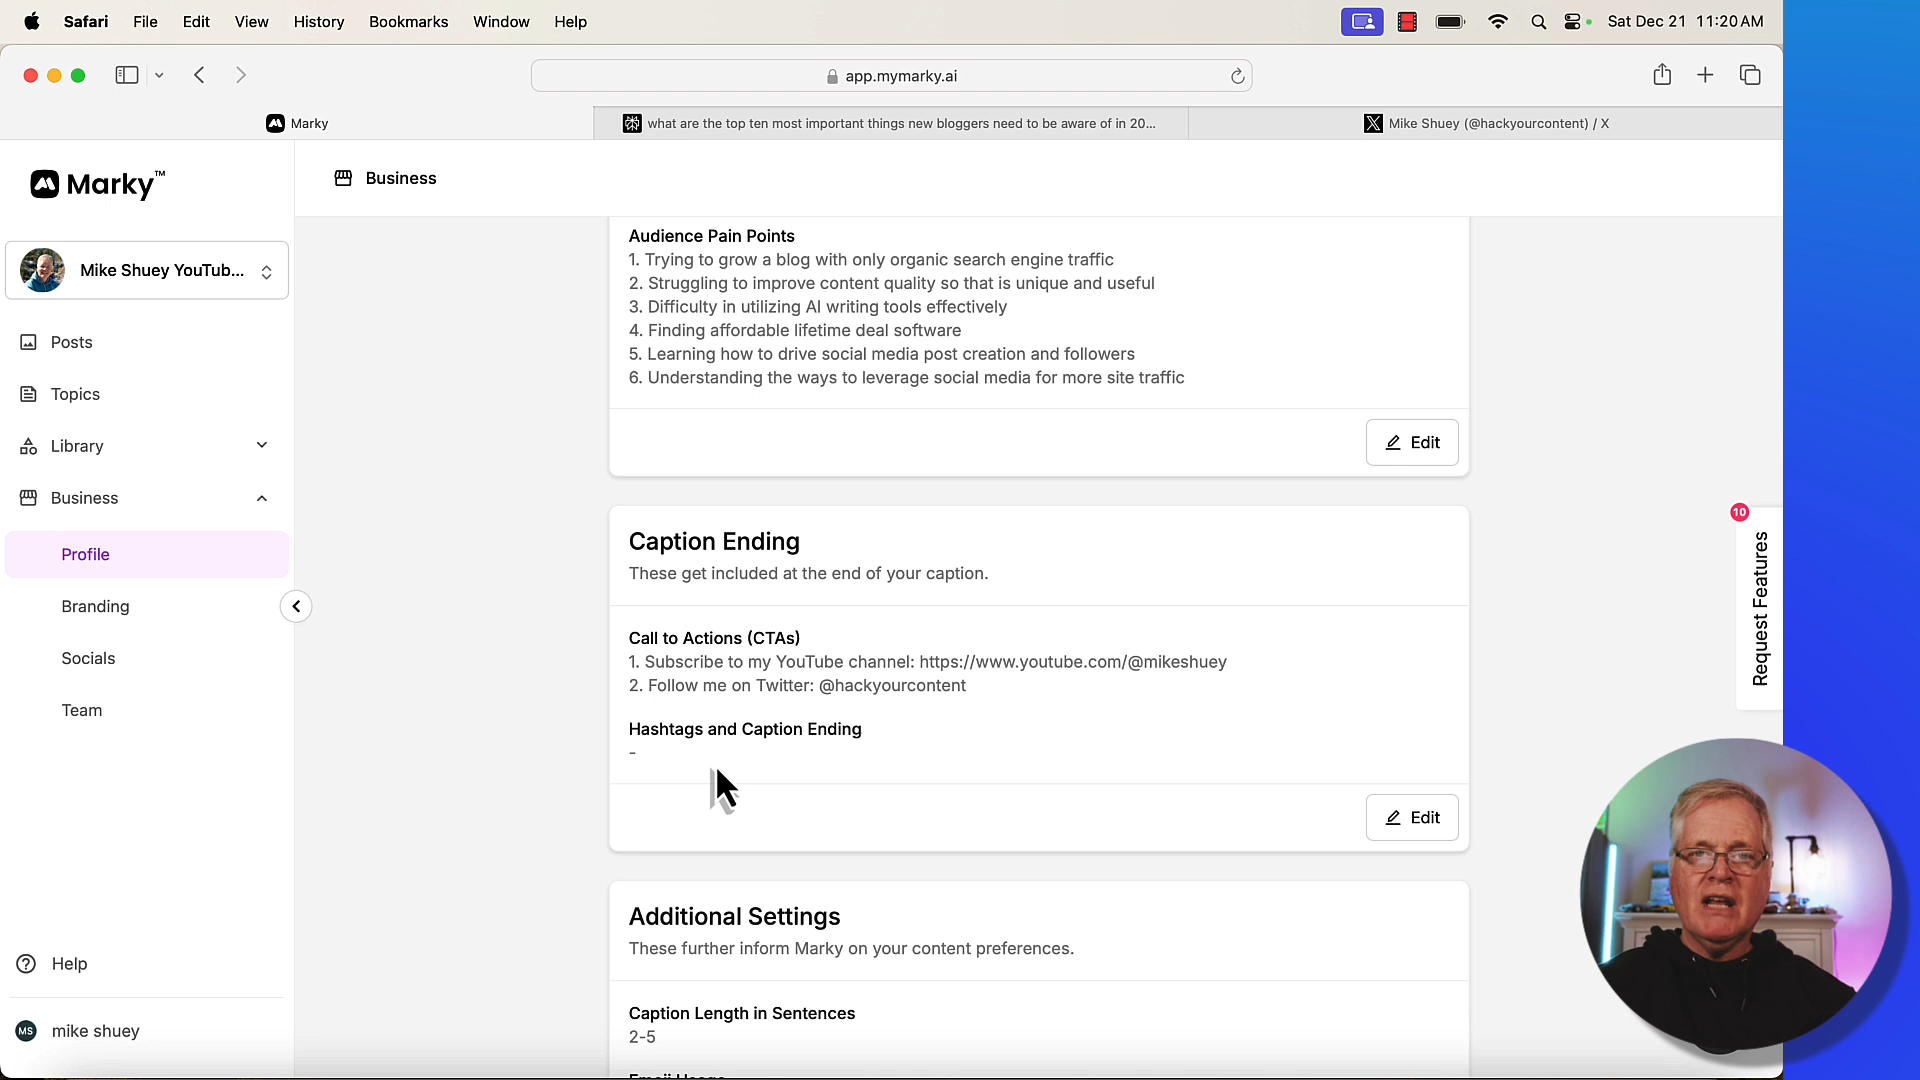 Safari File Edit View History Bookmarks Window Help
Sat Dec 21 11:20 AM
app.mymarky.ai
Marky
what are the top ten most important things new bloggers need to be aware of in 20...
Mike Shuey (@hackyourcontent) / X
Marky™
Business
Mike Shuey YouTub...
Posts
Topics
Library
Business
Profile
Branding
Socials
Team
Help
MS mike shuey
Audience Pain Points
1. Trying to grow a blog with only organic search engine traffic
2. Struggling to improve content quality so that is unique and useful
3. Difficulty in utilizing AI writing tools effectively
4. Finding affordable lifetime deal software
5. Learning how to drive social media post creation and followers
6. Understanding the ways to leverage social media for more site traffic
Edit
Caption Ending
These get included at the end of your caption.
Call to Actions (CTAs)
1. Subscribe to my YouTube channel: https://www.youtube.com/@mikeshuey
2. Follow me on Twitter: @hackyourcontent
Hashtags and Caption Ending
-
Edit
Additional Settings
These further inform Marky on your content preferences.
Caption Length in Sentences
2-5
10
Request Features